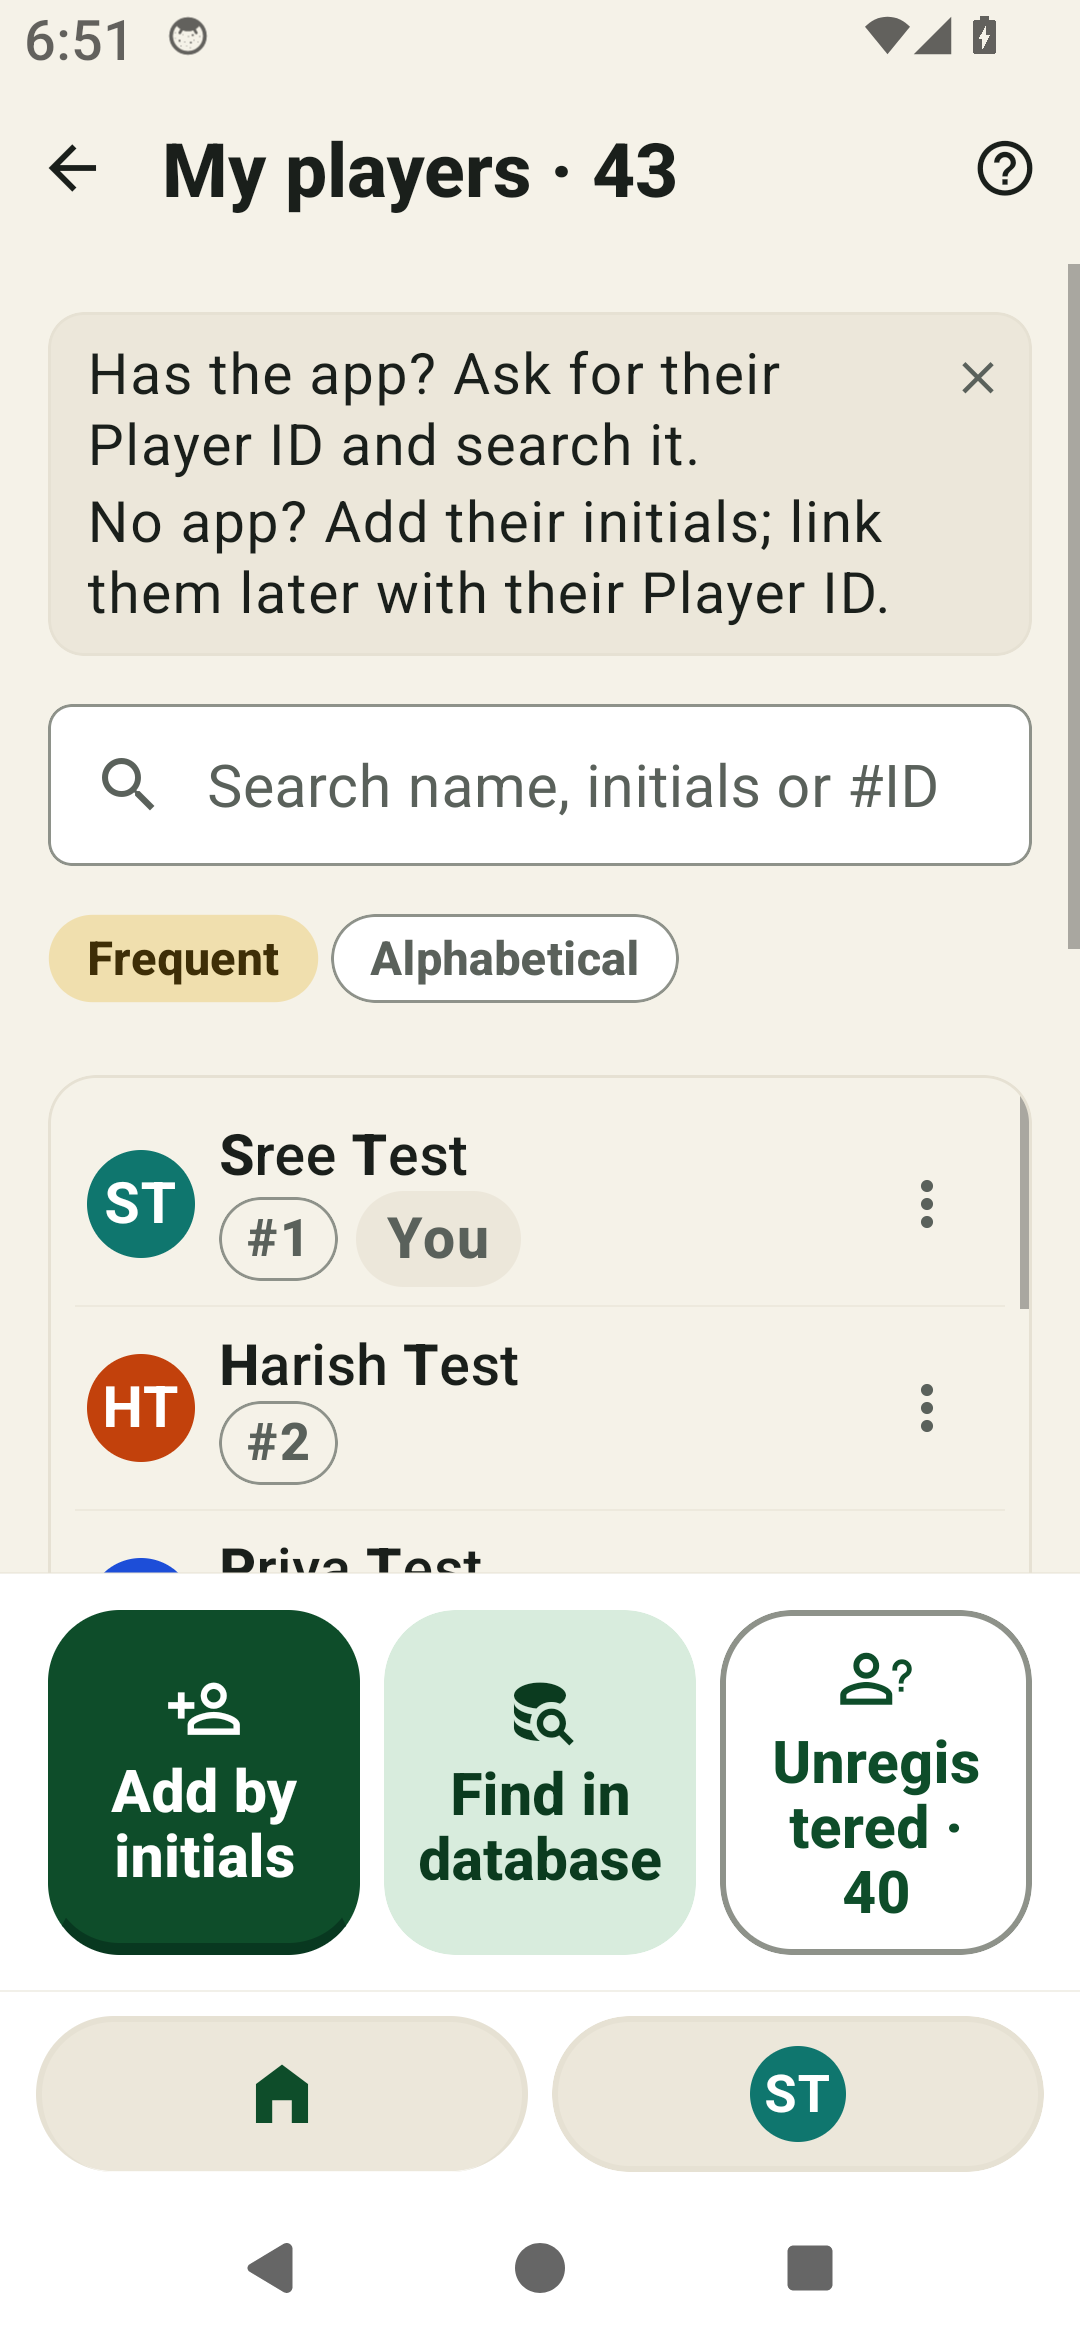 6:51
My players · 43
Has the app? Ask for their
Player ID and search it.
No app? Add their initials; link
them later with their Player ID.
Search name, initials or #ID
Frequent
Alphabetical
ST
Sree Test
#1
You
HT
Harish Test
#2
Priya Test
Add by
initials
Find in
database
?
Unregis
tered ·
40
ST